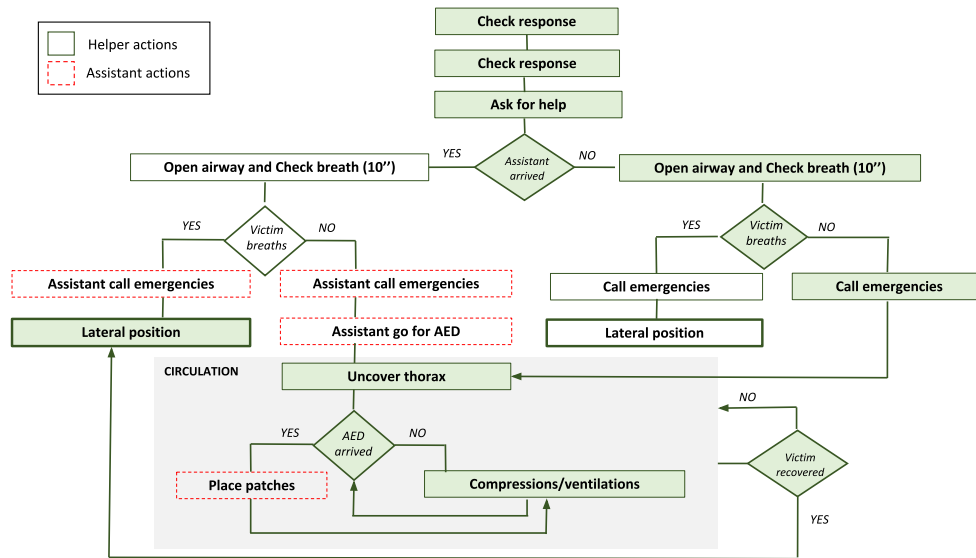 Helper actions
Assistant actions
Check response
Check response
Ask for help
YES
Assistant
arrived
NO
Open airway and Check breath (10’’)
Open airway and Check breath (10’’)
YES
Victim
breaths
NO
YES
Victim
breaths
NO
Assistant call emergencies
Assistant call emergencies
Call emergencies
Call emergencies
Lateral position
Assistant go for AED
Lateral position
CIRCULATION
Uncover thorax
NO
YES
AED
arrived
NO
Victim
recovered
Place patches
Compressions/ventilations
YES